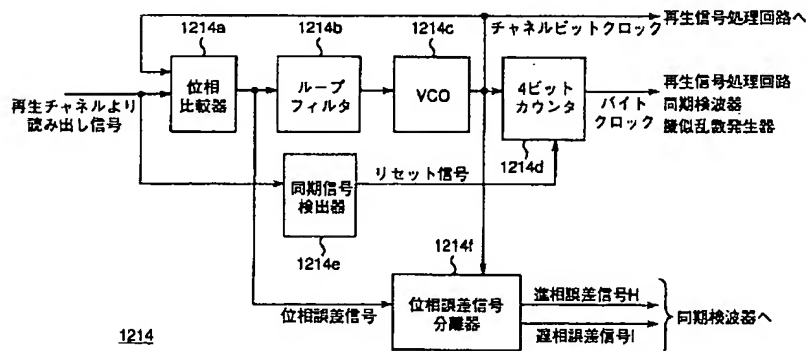 1214a
1214b
1214c
チャネルビットクロック
再生信号処理回路へ
再生チャネルより
読み出し信号
位相
比較器
ループ
フィルタ
VCO
4ビット
カウンタ
バイト
クロック
再生信号処理回路
同期検波器
擬似乱数発生器
1214d
リセット信号
同期信号
検出器
1214e
1214f
位相誤差信号
位相誤差信号
分離器
進相誤差信号H
遅相誤差信号I
同期検波器へ
1214